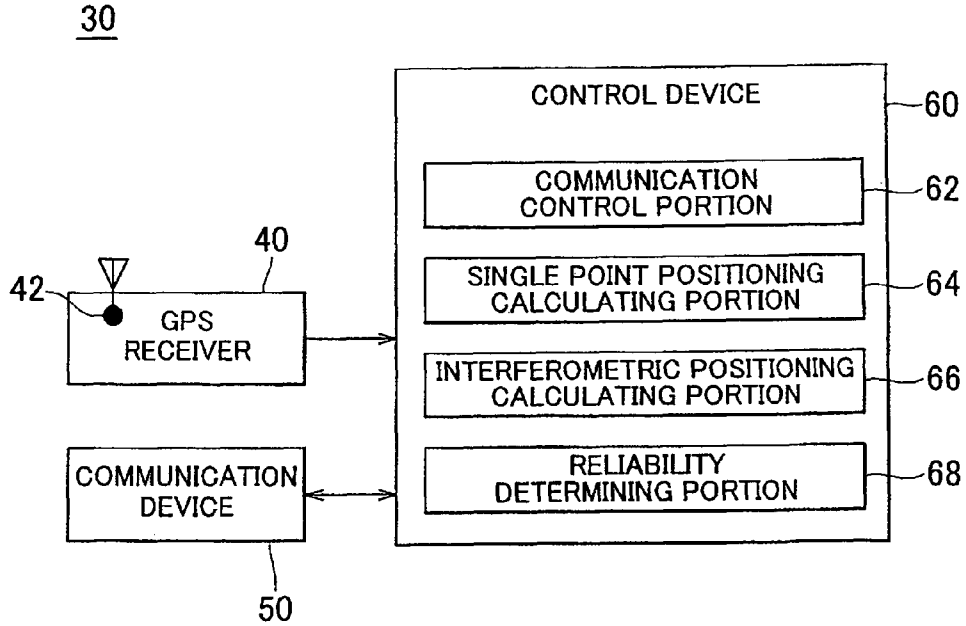 30
CONTROL DEVICE
60
COMMUNICATION
CONTROL PORTION
62
SINGLE POINT POSITIONING
CALCULATING PORTION
64
INTERFEROMETRIC POSITIONING
CALCULATING PORTION
66
RELIABILITY
DETERMINING PORTION
68
40
42
GPS
RECEIVER
COMMUNICATION
DEVICE
50